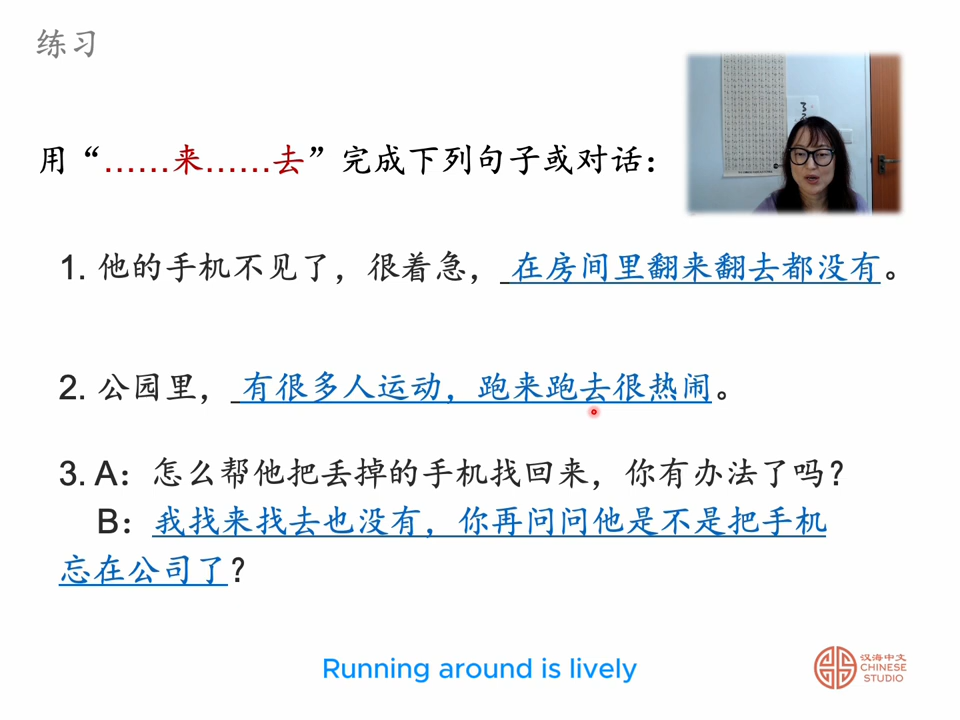 练习
用“……来……去”完成下列句子或对话：
1. 他的手机不见了，很着急，_在房间里翻来翻去都没有。
2. 公园里，_有很多人运动，跑来跑去很热闹。
3. A：怎么帮他把丢掉的手机找回来，你有办法了吗？
B：我找来找去也没有，你再问问他是不是把手机
忘在公司了？
Running around is lively
汉海中文
CHINESE
STUDIO